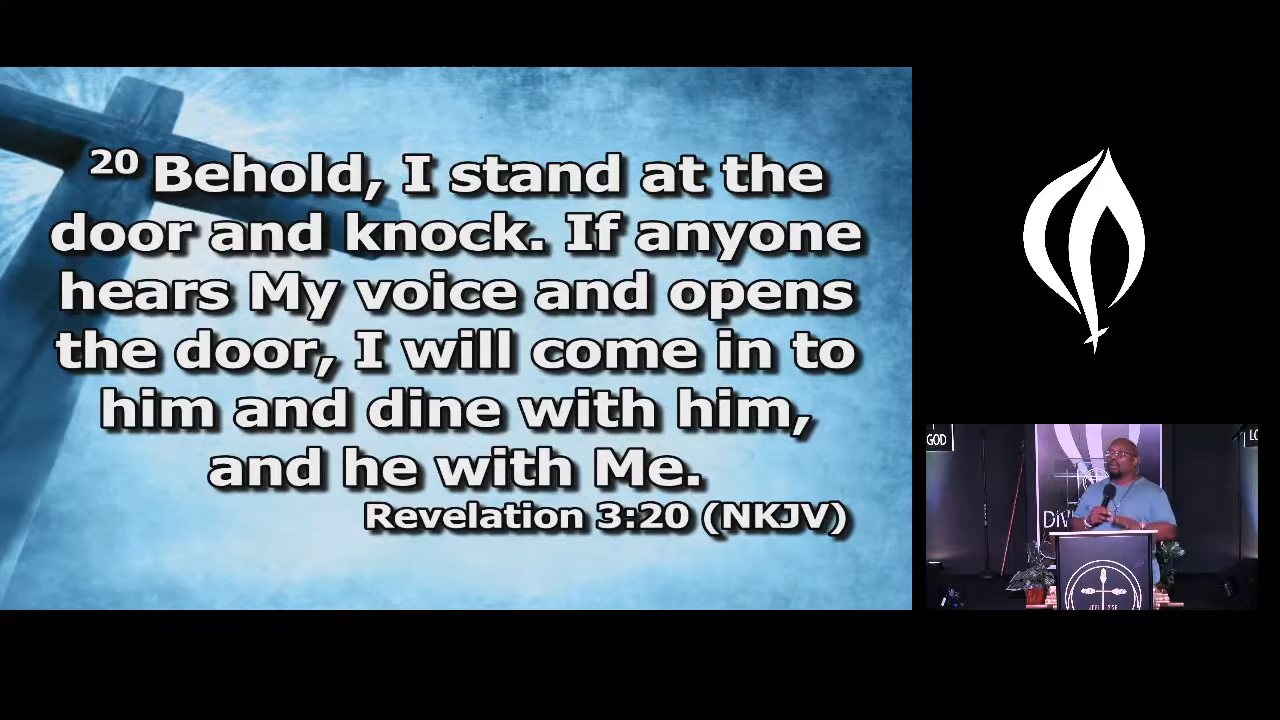 20 Behold, I stand at the
door and knock. If anyone
hears My voice and opens
the door, I will come in to
him and dine with him,
and he with Me.
Revelation 3:20 (NKJV)
GOD